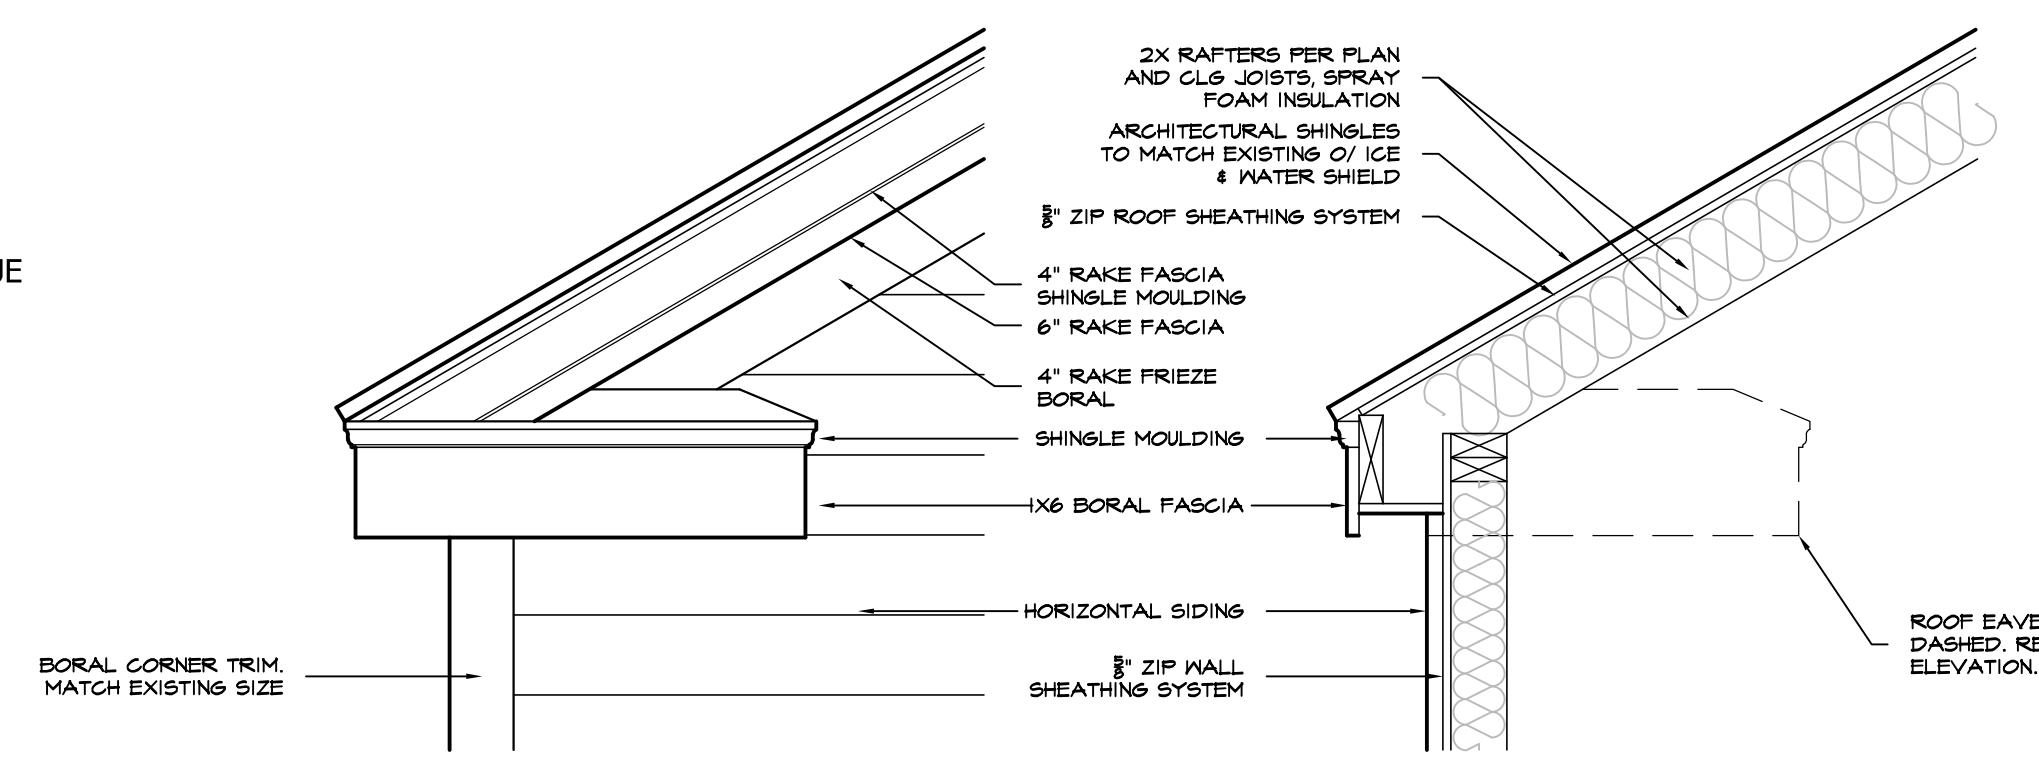 UE
2X RAFTERS PER PLAN
AND CLG JOISTS, SPRAY
FOAM INSULATION
ARCHITECTURAL SHINGLES
TO MATCH EXISTING O/ ICE
& WATER SHIELD
5/8" ZIP ROOF SHEATHING SYSTEM
4" RAKE FASCIA
SHINGLE MOULDING
6" RAKE FASCIA
4" RAKE FRIEZE
BORAL
SHINGLE MOULDING
1X6 BORAL FASCIA
HORIZONTAL SIDING
5/8" ZIP WALL
SHEATHING SYSTEM
BORAL CORNER TRIM.
MATCH EXISTING SIZE
ROOF EAVE
DASHED. RE
ELEVATION.